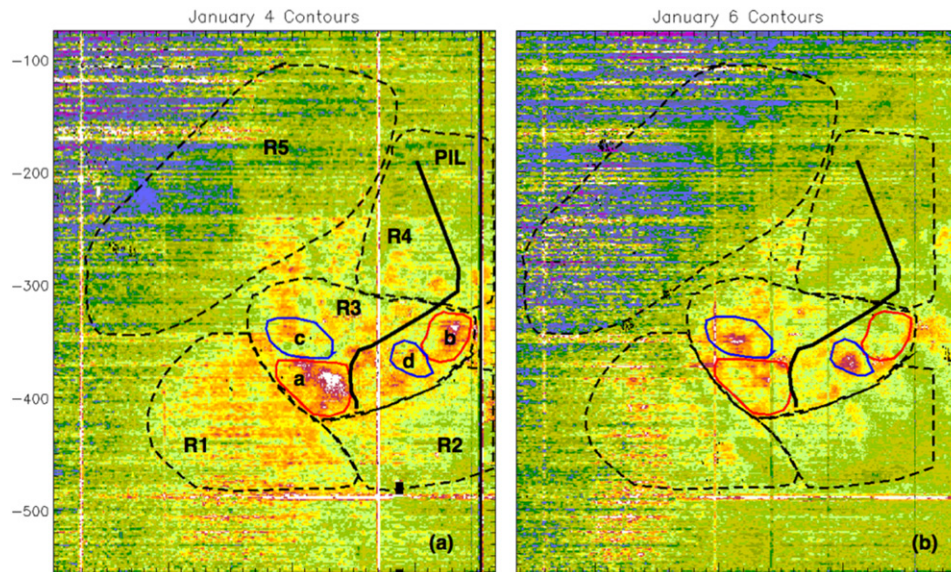 January 4 Contours
January 6 Contours
−100
−200
−300
−400
−500
R5
PIL
R4
R3
c
b
d
a
R1
R2
(a)
(b)